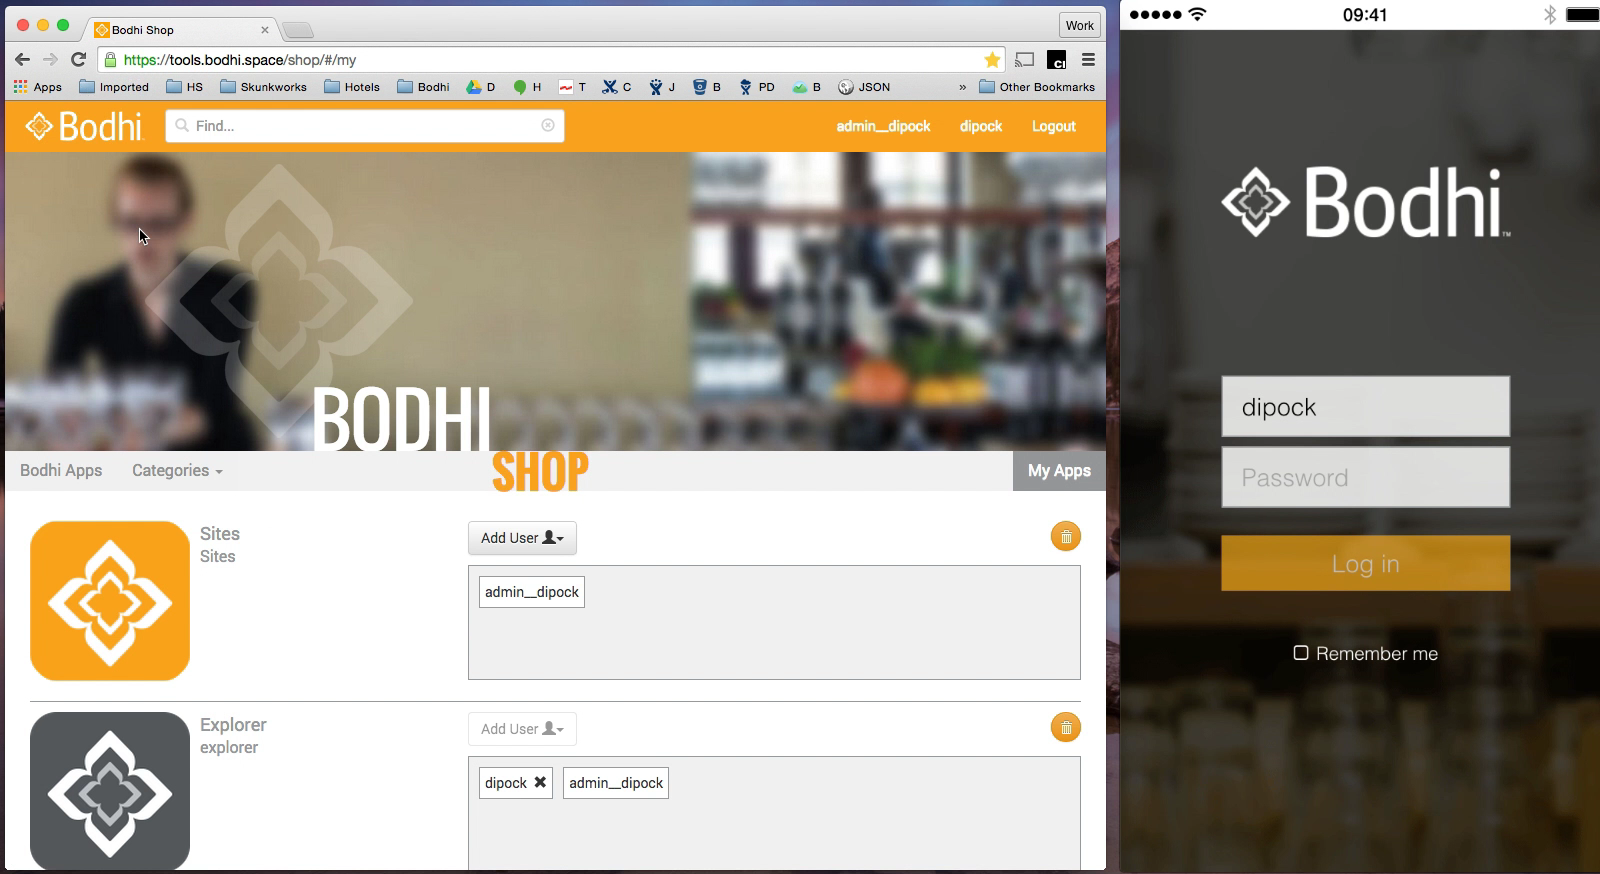 Bodhi Shop
Work
https://tools.bodhi.space/shop/#/my
Apps Imported HS Skunkworks Hotels Bodhi D H T C J B PD B JSON » Other Bookmarks
Bodhi Find... admin__dipock dipock Logout
BODHI
SHOP
Bodhi Apps Categories My Apps
Sites
Sites
Add User
admin__dipock
Explorer
explorer
Add User
dipock admin__dipock
09:41
Bodhi™
dipock
Password
Log in
Remember me